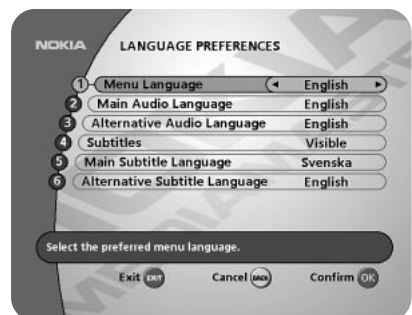 NOKIA
LANGUAGE PREFERENCES
1 Menu Language English
2 Main Audio Language English
3 Alternative Audio Language English
4 Subtitles Visible
5 Main Subtitle Language Svenska
6 Alternative Subtitle Language English
Select the preferred menu language.
Exit EXIT Cancel BACK Confirm OK